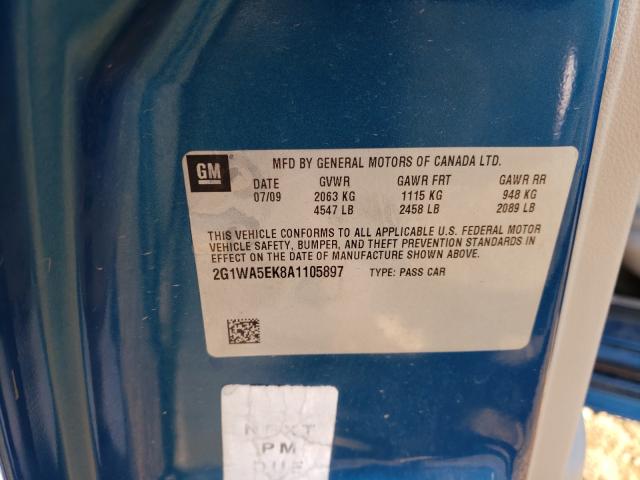 GM
MFD BY GENERAL MOTORS OF CANADA LTD.
DATE GVWR GAWR FRT GAWR RR
07/09 2063 KG 1115 KG 948 KG
4547 LB 2458 LB 2089 LB
THIS VEHICLE CONFORMS TO ALL APPLICABLE U.S. FEDERAL MOTOR
VEHICLE SAFETY, BUMPER, AND THEFT PREVENTION STANDARDS IN
EFFECT ON THE DATE OF MANUFACTURE SHOWN ABOVE.
2G1WA5EK8A1105897 TYPE: PASS CAR
NEXT
PM
DUE